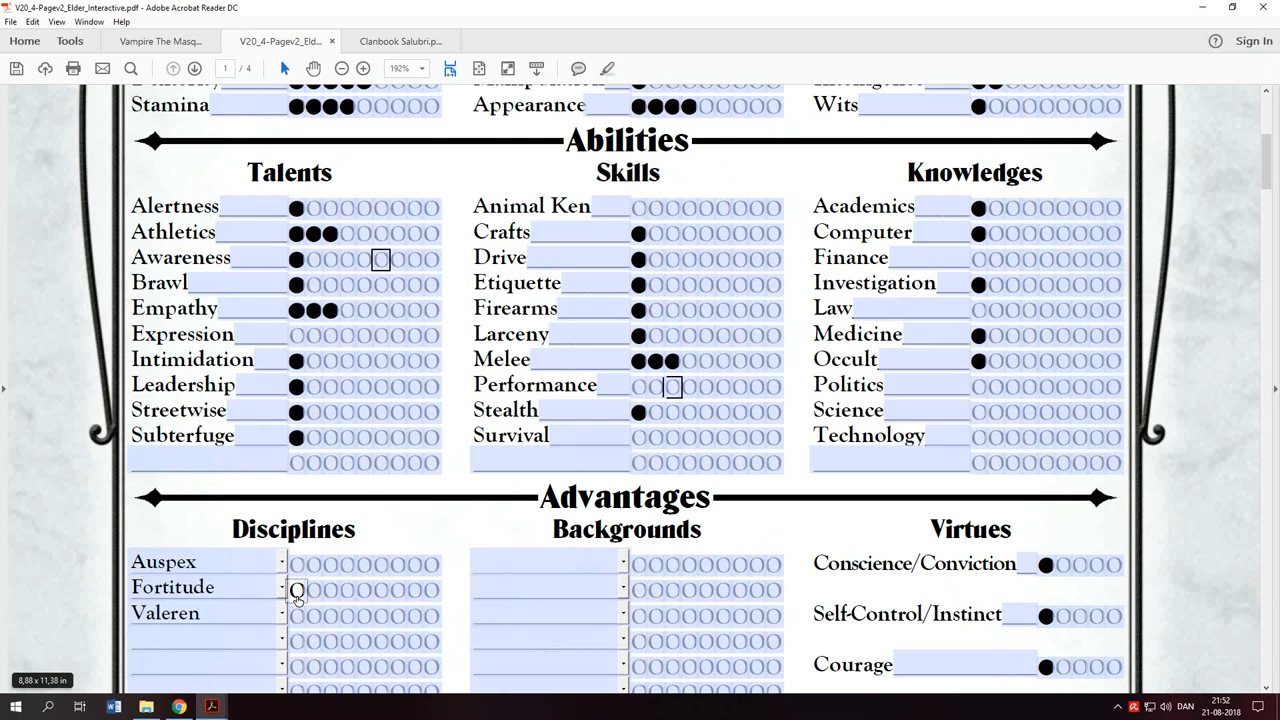 V20_4-Pagev2_Elder_Interactive.pdf - Adobe Acrobat Reader DC
File Edit View Window Help
Home Tools Vampire The Masq... V20_4-Pagev2_Eld... × Clanbook Salubri.p... Sign In
1 / 4 192%
Stamina Appearance Wits
Abilities
Talents Skills Knowledges
Alertness Animal Ken Academics
Athletics Crafts Computer
Awareness Drive Finance
Brawl Etiquette Investigation
Empathy Firearms Law
Expression Larceny Medicine
Intimidation Melee Occult
Leadership Performance Politics
Streetwise Stealth Science
Subterfuge Survival Technology
Advantages
Disciplines Backgrounds Virtues
Auspex Conscience/Conviction
Fortitude
Valeren Self-Control/Instinct
Courage
8,88 x 11,38 in
DAN 21:52
21-08-2018